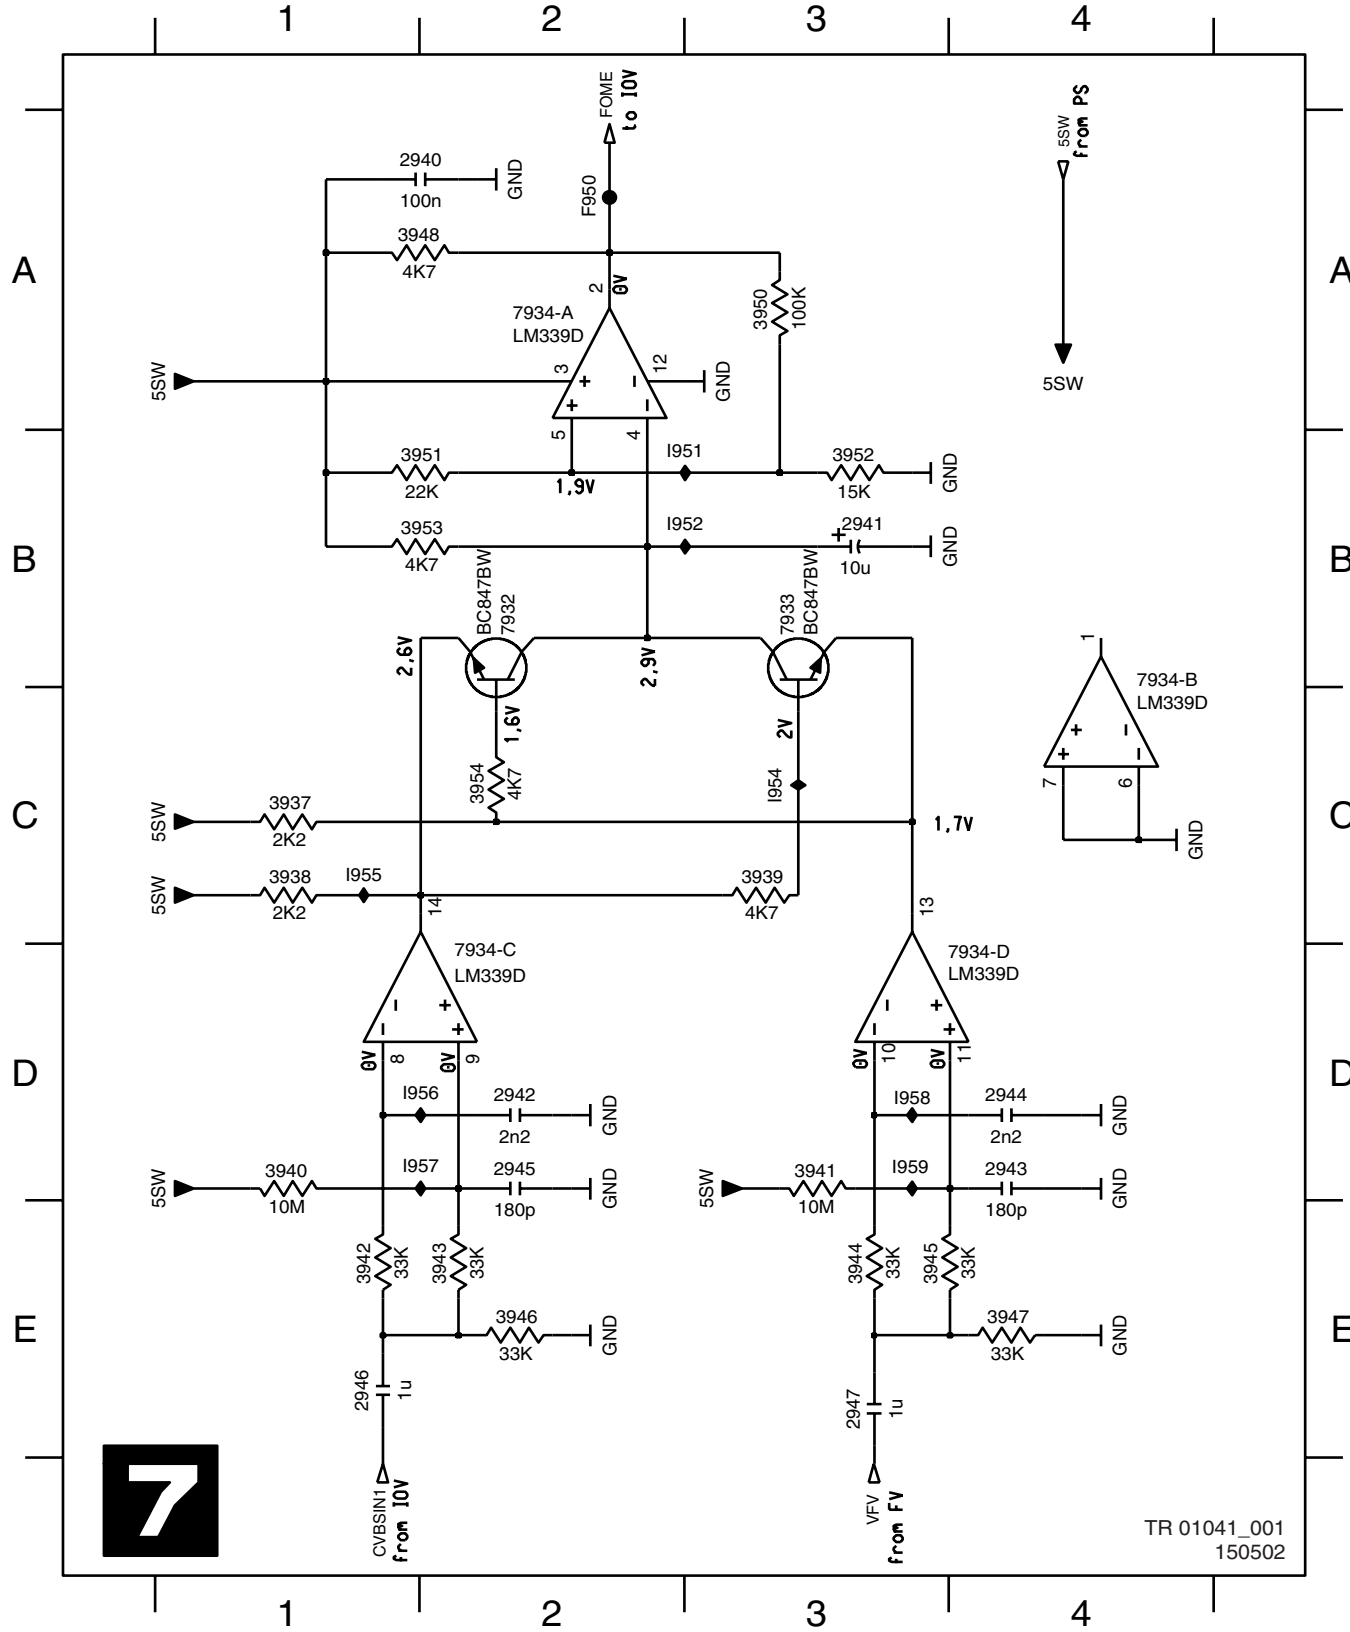 1 2 3 4
FOME
to IOV
5SW
from PS
2940
100n
GND
F950
A
3948
4K7
A
2
0V
7934-A
LM339D
3950
100K
5SW
3
12
+ -
+ -
GND
5SW
5
4
3951
22K
I951
3952
15K
GND
1,9V
B
3953
4K7
I952
+
2941
10u
GND
B
BC847BW
7932
7933
BC847BW
2,6V
2,9V
1
7934-B
LM339D
1,6V
2V
+ -
+ -
3954
4K7
I954
7
6
C
5SW
3937
2K2
1,7V
GND
C
5SW
3938
2K2
I955
3939
4K7
14
13
7934-C
LM339D
7934-D
LM339D
- +
- +
- +
- +
D
0V
8
0V
9
0V
10
0V
11
D
I956
2942
2n2
GND
I958
2944
2n2
GND
5SW
3940
10M
I957
2945
180p
GND
5SW
3941
10M
I959
2943
180p
GND
3942
33K
3943
33K
3944
33K
3945
33K
E
3946
33K
GND
3947
33K
GND
E
2946
1u
2947
1u
7
CVBSIN1
from IOV
VFV
from FV
TR 01041_001
150502
1 2 3 4